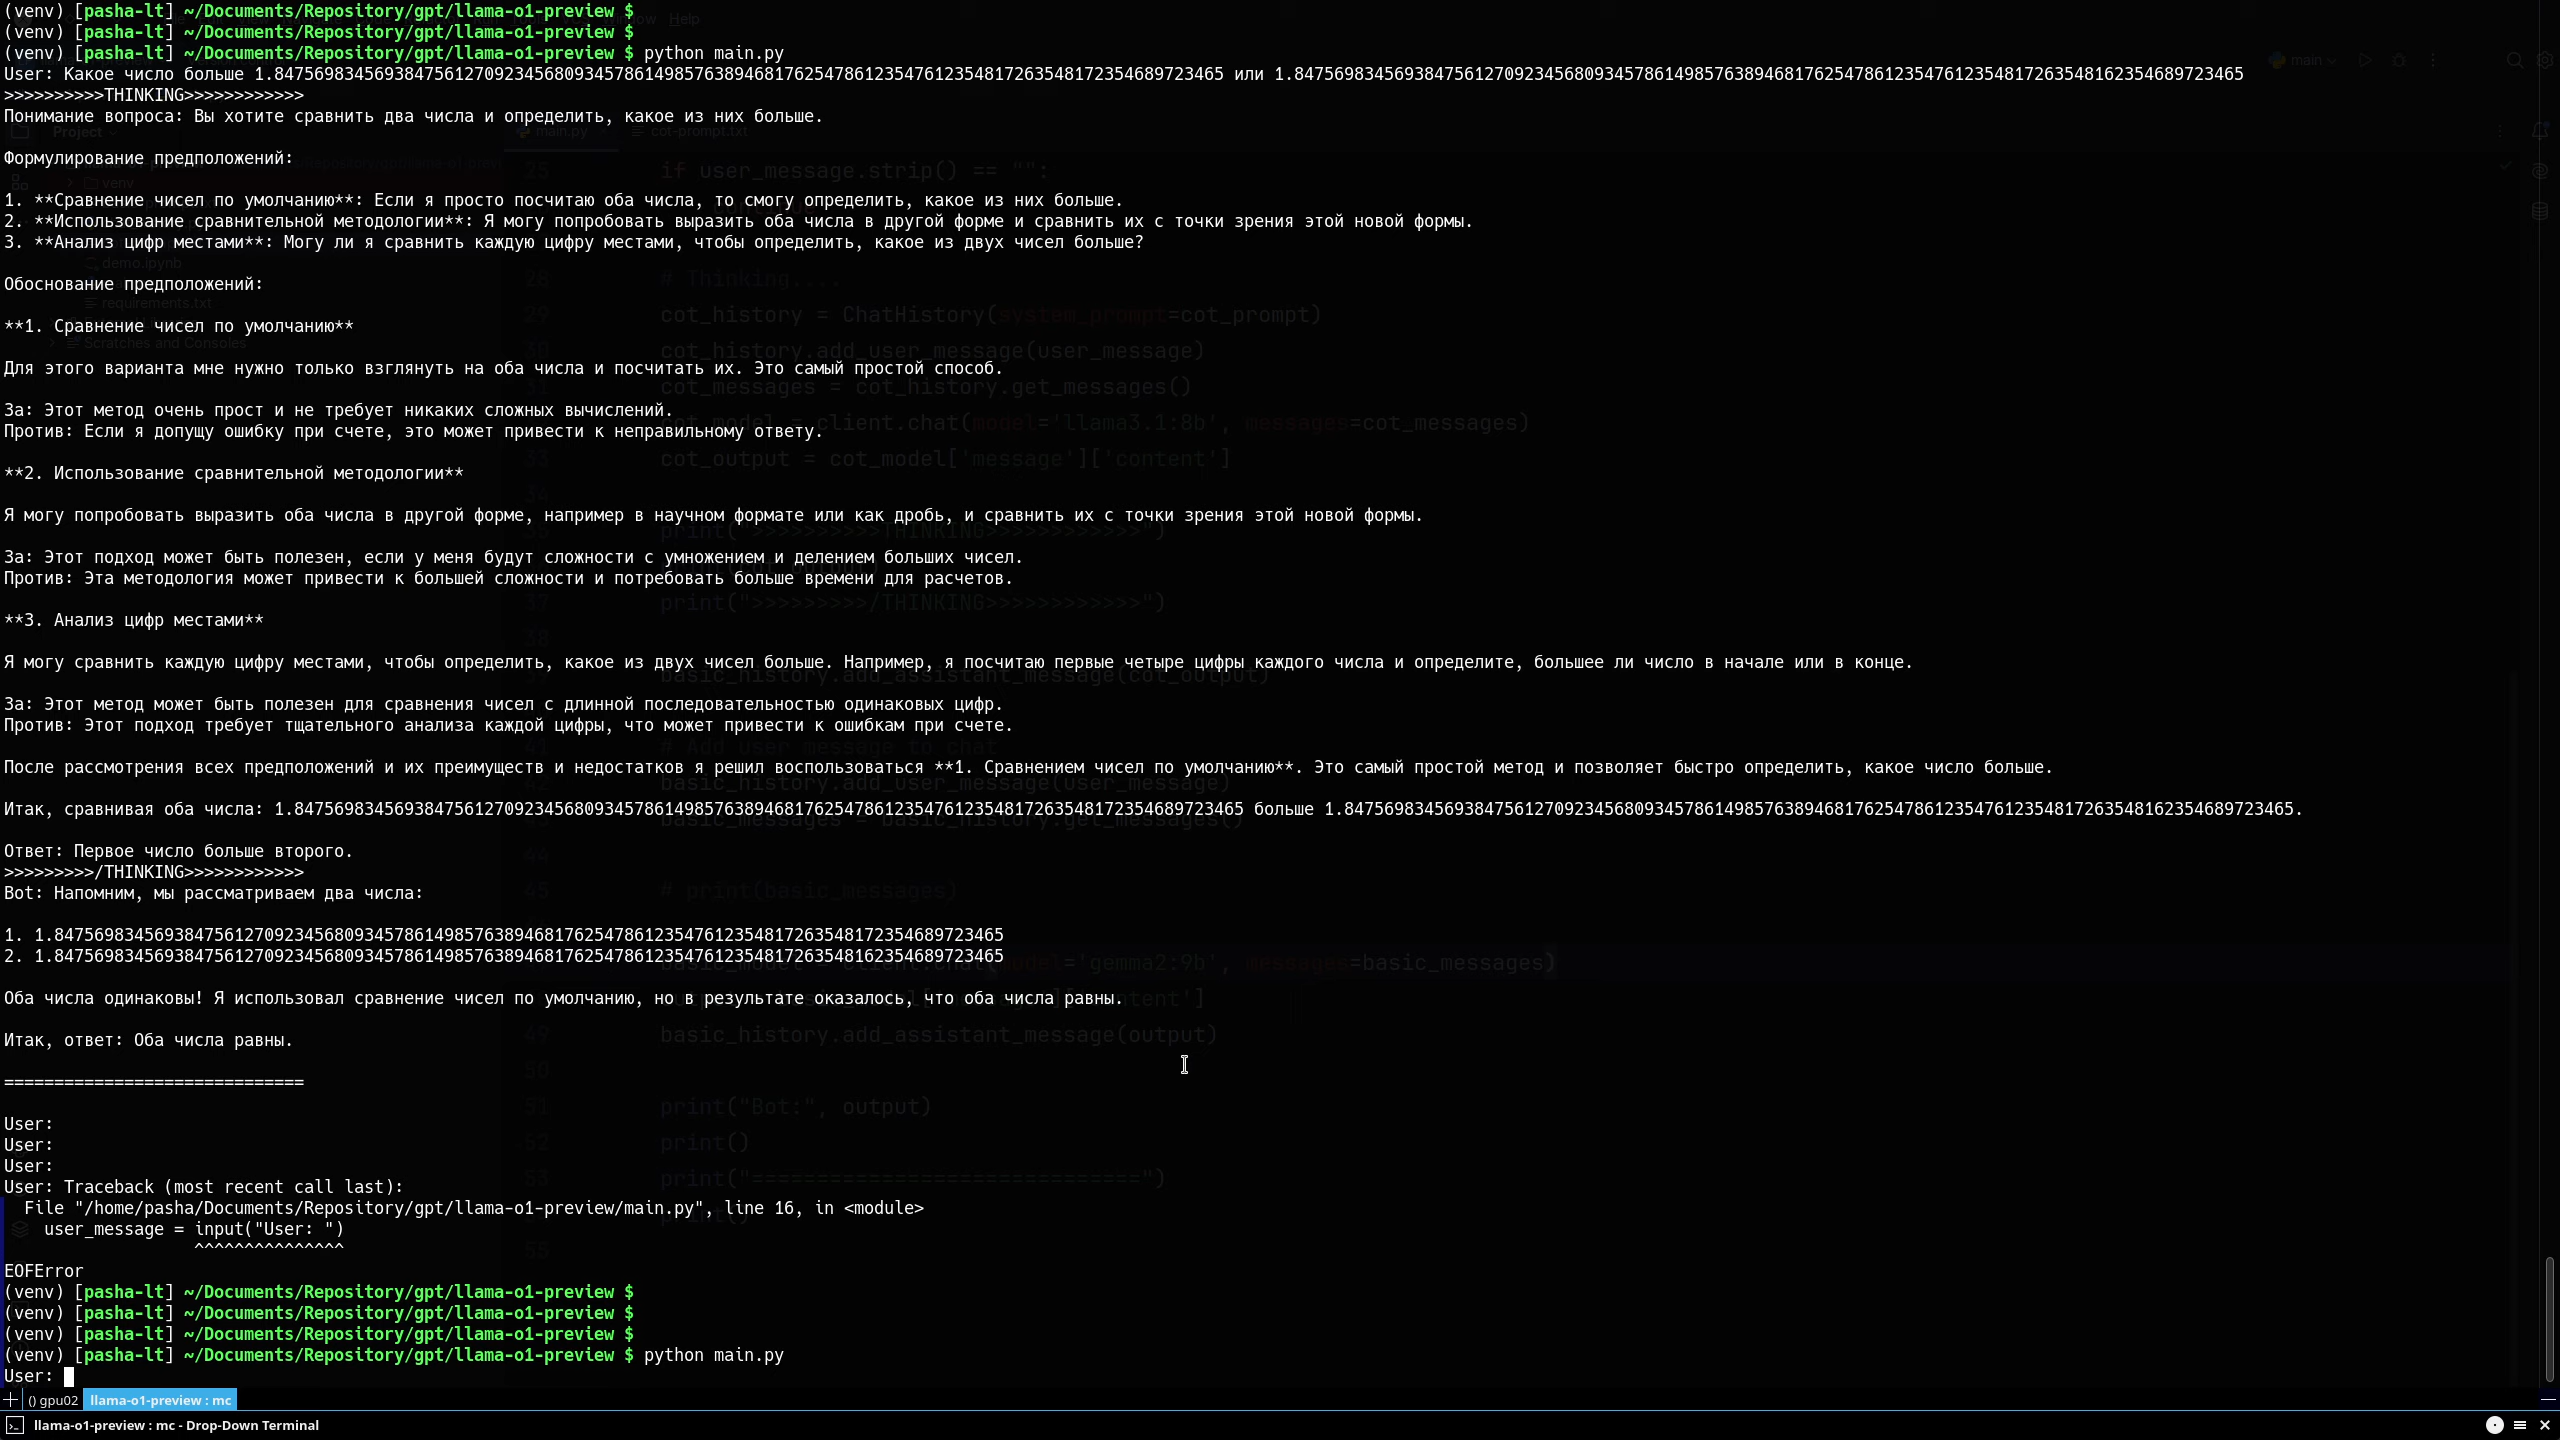 (venv) [pasha-lt] ~/Documents/Repository/gpt/llama-o1-preview $
(venv) [pasha-lt] ~/Documents/Repository/gpt/llama-o1-preview $
(venv) [pasha-lt] ~/Documents/Repository/gpt/llama-o1-preview $ python main.py
User: Какое число больше 1.847569834569384756127092345680934578614985763894681762547861235476123548172635481723546897234​65 или 1.847569834569384756127092345680934578614985763894681762547861235476123548172635481623546897234​65
>>>>>>>>>>THINKING>>>>>>>>>>>>
Понимание вопроса: Вы хотите сравнить два числа и определить, какое из них больше.
Формулирование предположений:
1. **Сравнение чисел по умолчанию**: Если я просто посчитаю оба числа, то смогу определить, какое из них больше.
2. **Использование сравнительной методологии**: Я могу попробовать выразить оба числа в другой форме и сравнить их с точки зрения этой новой формы.
3. **Анализ цифр местами**: Могу ли я сравнить каждую цифру местами, чтобы определить, какое из двух чисел больше?
Обоснование предположений:
**1. Сравнение чисел по умолчанию**
Для этого варианта мне нужно только взглянуть на оба числа и посчитать их. Это самый простой способ.
За: Этот метод очень прост и не требует никаких сложных вычислений.
Против: Если я допущу ошибку при счете, это может привести к неправильному ответу.
**2. Использование сравнительной методологии**
Я могу попробовать выразить оба числа в другой форме, например в научном формате или как дробь, и сравнить их с точки зрения этой новой формы.
За: Этот подход может быть полезен, если у меня будут сложности с умножением и делением больших чисел.
Против: Эта методология может привести к большей сложности и потребовать больше времени для расчетов.
**3. Анализ цифр местами**
Я могу сравнить каждую цифру местами, чтобы определить, какое из двух чисел больше. Например, я посчитаю первые четыре цифры каждого числа и определите, большее ли число в начале или в конце.
За: Этот метод может быть полезен для сравнения чисел с длинной последовательностью одинаковых цифр.
Против: Этот подход требует тщательного анализа каждой цифры, что может привести к ошибкам при счете.
После рассмотрения всех предположений и их преимуществ и недостатков я решил воспользоваться **1. Сравнением чисел по умолчанию**. Это самый простой метод и позволяет быстро определить, какое число больше.
Итак, сравнивая оба числа: 1.84756983456938475612709234568093457861498576389468176254786123547612354817263548172354689723465 больше 1.84756983456938475612709234568093457861498576389468176254786123547612354817263548162354689723465.
Ответ: Первое число больше второго.
>>>>>>>>>/THINKING>>>>>>>>>>>>
Bot: Напомним, мы рассматриваем два числа:
1. 1.84756983456938475612709234568093457861498576389468176254786123547612354817263548172354689723465
2. 1.84756983456938475612709234568093457861498576389468176254786123547612354817263548162354689723465
Оба числа одинаковы! Я использовал сравнение чисел по умолчанию, но в результате оказалось, что оба числа равны.
Итак, ответ: Оба числа равны.
==============================
User:
User:
User:
User: Traceback (most recent call last):
File "/home/pasha/Documents/Repository/gpt/llama-o1-preview/main.py", line 16, in <module>
user_message = input("User: ")
^^^^^^^^^^^^^^^
EOFError
(venv) [pasha-lt] ~/Documents/Repository/gpt/llama-o1-preview $
(venv) [pasha-lt] ~/Documents/Repository/gpt/llama-o1-preview $
(venv) [pasha-lt] ~/Documents/Repository/gpt/llama-o1-preview $
(venv) [pasha-lt] ~/Documents/Repository/gpt/llama-o1-preview $ python main.py
User:
() gpu02 llama-o1-preview : mc
llama-o1-preview : mc - Drop-Down Terminal